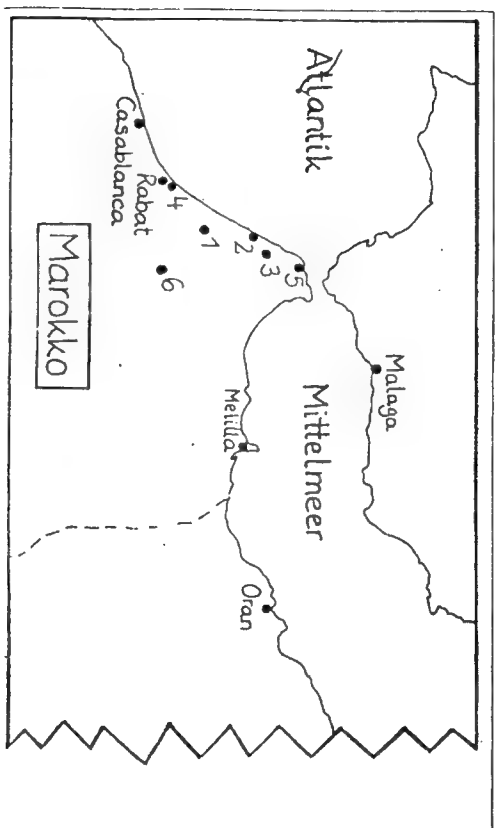 Atlantik
Malaga
Mittelmeer
5
3
2
1
4
Rabat
Casablanca
6
Melilla
Oran
Marokko